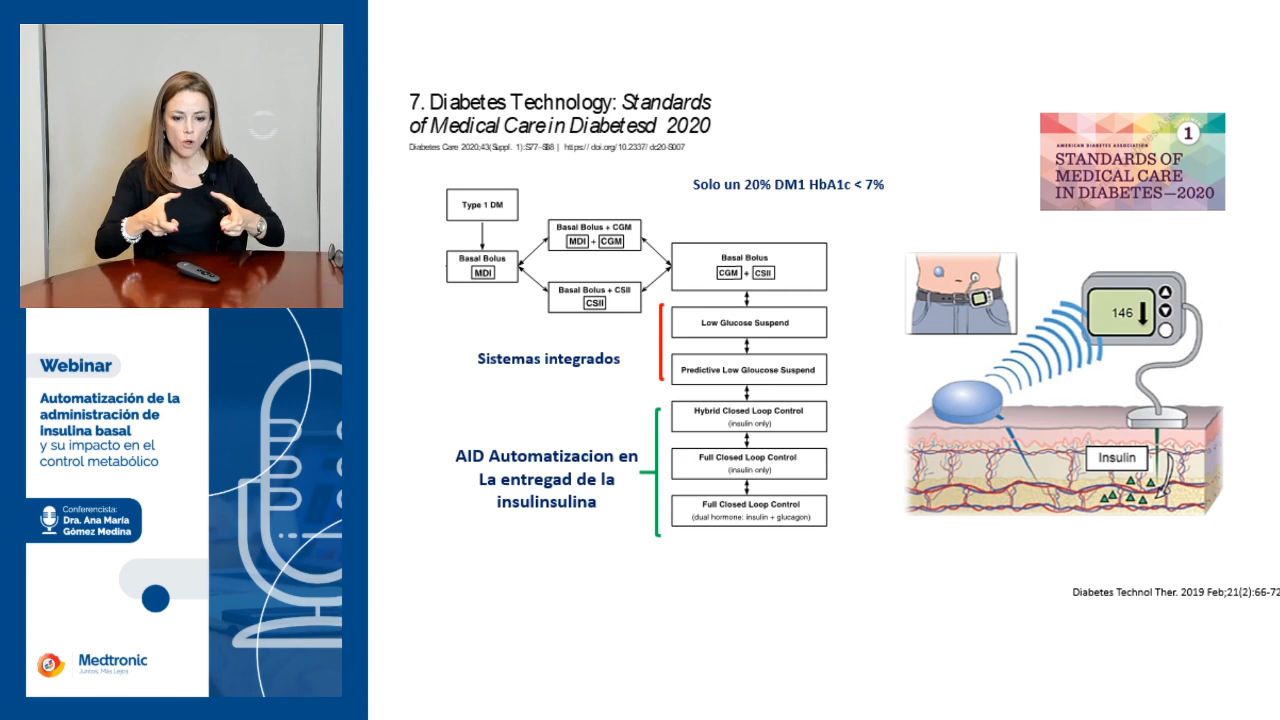 Webinar
Automatización de la
administración de
insulina basal
y su impacto en el
control metabólico
Conferencista:
Dra. Ana María
Gómez Medina
Medtronic
Juntos, Más Lejos
7. Diabetes Technology: Standards
of Medical Care in Diabetesd 2020
Diabetes Care 2020;43(Suppl. 1):S77–S88 | https://doi.org/10.2337/dc20-S007
Solo un 20% DM1 HbA1c < 7%
Type 1 DM
Basal Bolus
MDI
Basal Bolus + CGM
MDI + CGM
Basal Bolus + CSII
CSII
Basal Bolus
CGM + CSII
Low Glucose Suspend
Predictive Low Gloucose Suspend
Hybrid Closed Loop Control
(insulin only)
Full Closed Loop Control
(insulin only)
Full Closed Loop Control
(dual hormone: insulin + glucagon)
Sistemas integrados
AID Automatizacion en
La entregad de la
insulinsulina
1
AMERICAN DIABETES ASSOCIATION
STANDARDS OF
MEDICAL CARE
IN DIABETES—2020
146
Insulin
Diabetes Technol Ther. 2019 Feb;21(2):66-72